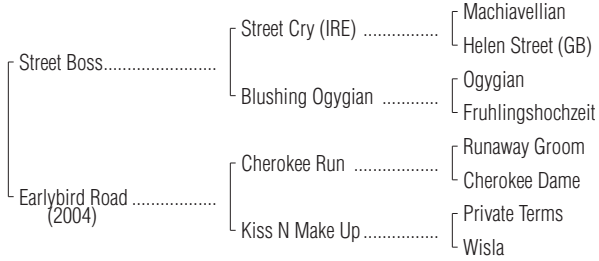 Machiavellian
Street Cry (IRE) ................
Helen Street (GB)
Street Boss........................
Ogygian
Blushing Ogygian ............
Fruhlingshochzeit
Runaway Groom
Cherokee Run ..................
Cherokee Dame
Earlybird Road ..................
(2004)
Private Terms
Kiss N Make Up................
Wisla